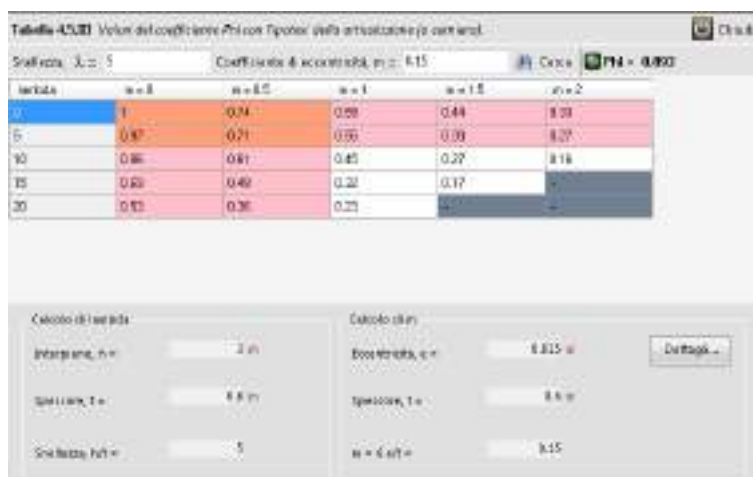 Tabella 4.5.III Valori del coefficiente Phi con l'ipotesi della articolazione (a cerniera).
Snellezza, λ = 5 Coefficiente di eccentricità, m = 0.15 Cerca Phi =
lambda m = 0 m = 0.5 m = 1 m = 1.5 m = 2
0 1 0.74 0.59 0.44 0.33
5 0.97 0.71 0.55 0.39 0.27
10 0.86 0.61 0.45 0.27 0.16
15 0.69 0.48 0.32 0.17 -
20 0.53 0.36 0.23 - -
Calcolo di lambda
Calcolo di m
Interpiano, h = 3 m
Eccentricità, e = 0.015 m
Dettagli...
Spessore, t = 0.6 m
Spessore, t = 0.6 m
Snellezza, h/t = 5
m = 6 e/t = 0.15